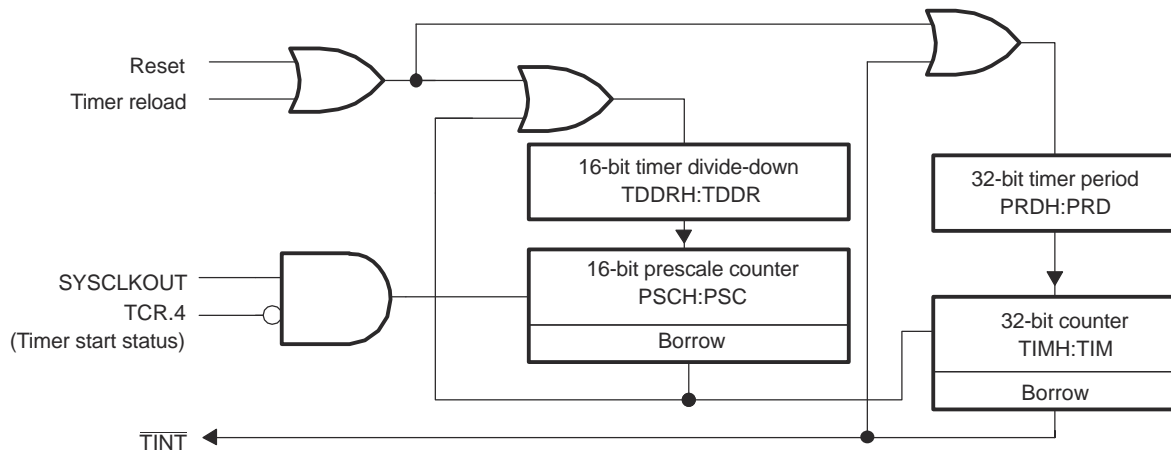 Reset
Timer reload
16-bit timer divide-down
TDDRH:TDDR
32-bit timer period
PRDH:PRD
SYSCLKOUT
TCR.4
(Timer start status)
16-bit prescale counter
PSCH:PSC
Borrow
32-bit counter
TIMH:TIM
Borrow
TINT